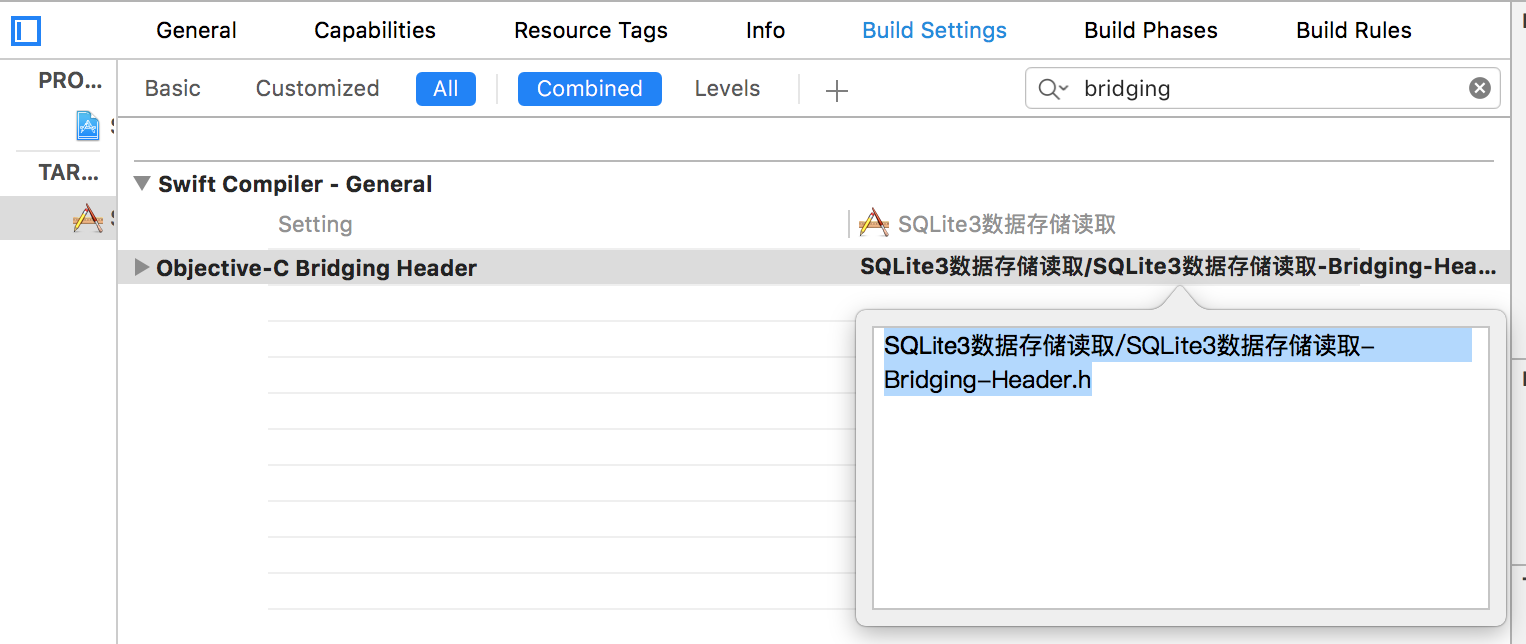 General Capabilities Resource Tags Info Build Settings Build Phases Build Rules
PRO... Basic Customized All Combined Levels bridging
TAR...
Swift Compiler - General
Setting SQLite3数据存储读取
Objective-C Bridging Header SQLite3数据存储读取/SQLite3数据存储读取-Bridging-Hea...
SQLite3数据存储读取/SQLite3数据存储读取-
Bridging-Header.h